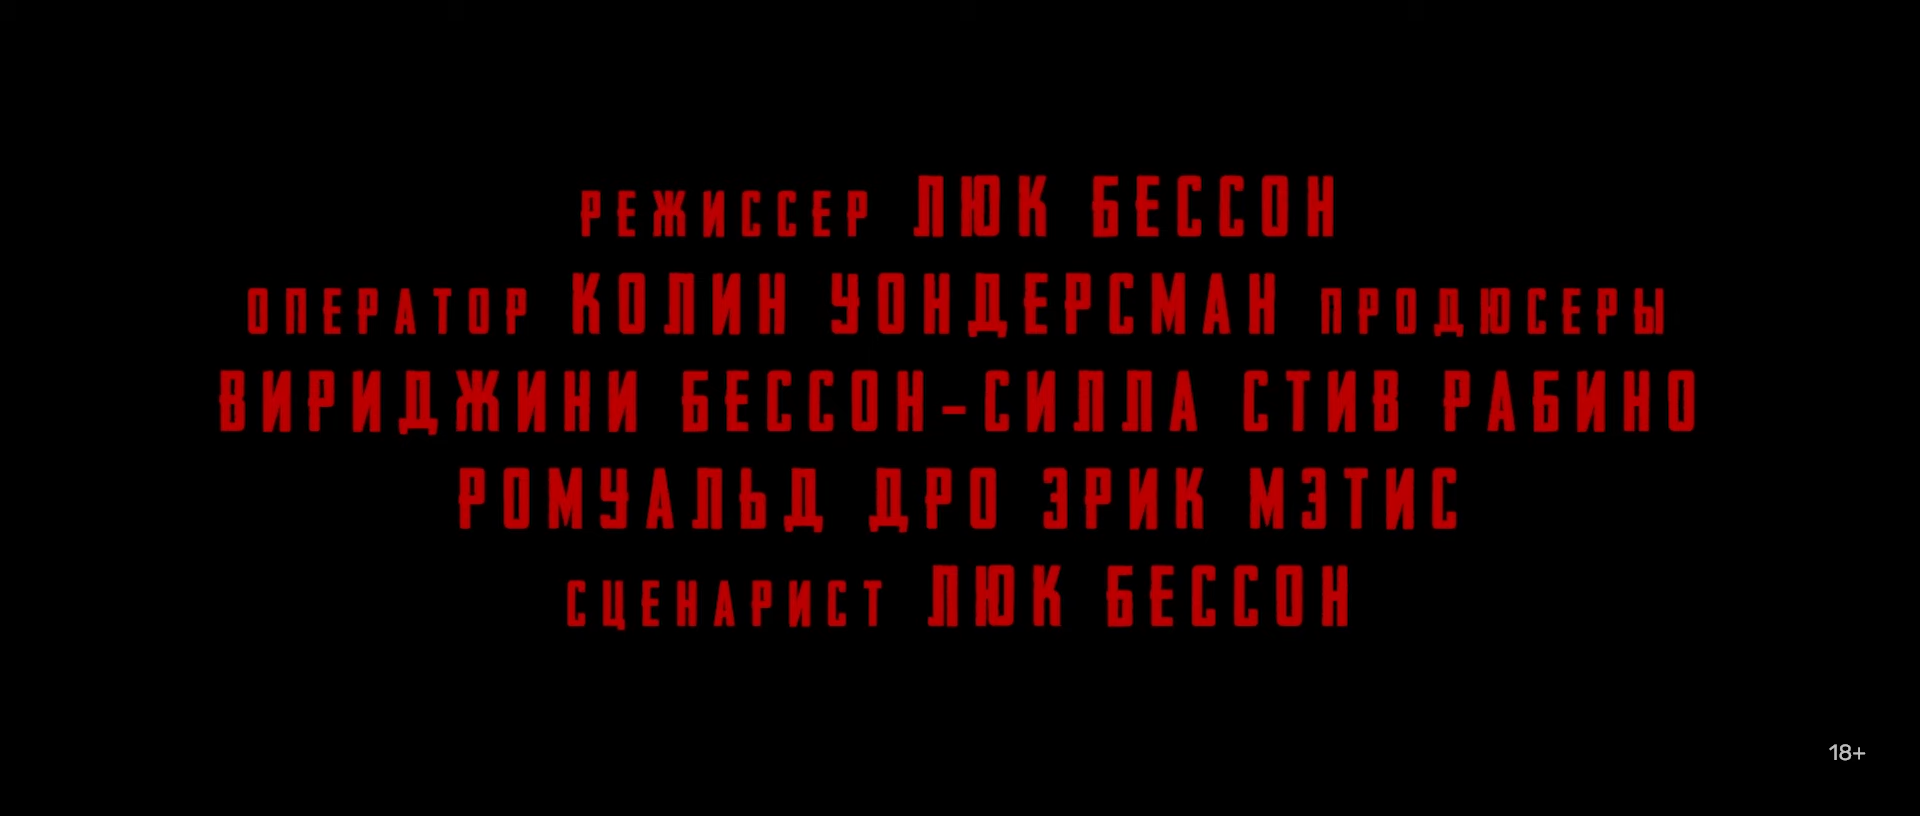 РЕЖИССЕР ЛЮК БЕССОН
ОПЕРАТОР КОЛИН УОНДЕРСМАН ПРОДЮСЕРЫ
ВИРИДЖИНИ БЕССОН-СИЛЛА СТИВ РАБИНО
РОМУАЛЬД ДРО ЭРИК МЭТИС
СЦЕНАРИСТ ЛЮК БЕССОН
18+